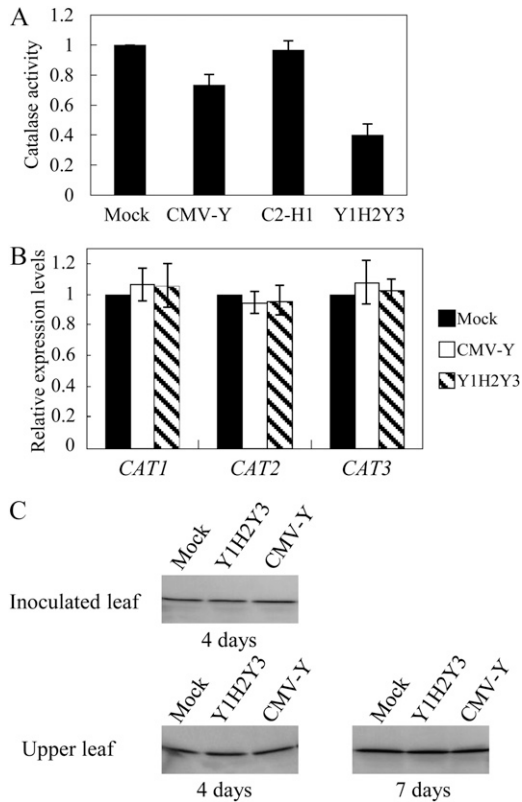 A
Catalase activity
1
0.8
0.6
0.4
0.2
0
Mock CMV-Y C2-H1 Y1H2Y3
B
Relative expression levels
1.2
1
0.8
0.6
0.4
0.2
0
CAT1 CAT2 CAT3
Mock
CMV-Y
Y1H2Y3
C
Mock Y1H2Y3 CMV-Y
Inoculated leaf
4 days
Mock Y1H2Y3 CMV-Y Mock Y1H2Y3 CMV-Y
Upper leaf
4 days 7 days